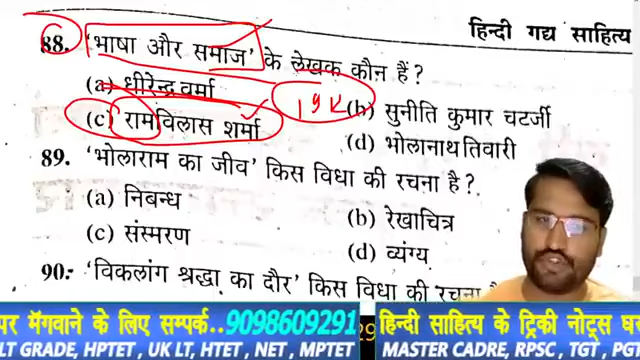 हिन्दी गद्य साहित्य
88. 'भाषा और समाज' के लेखक कौन हैं?
(a) धीरेन्द्र वर्मा
(b) सुनीति कुमार चटर्जी
(c) रामविलास शर्मा
(d) भोलानाथ तिवारी
89. 'भोलाराम का जीव' किस विधा की रचना है?
(a) निबन्ध
(b) रेखाचित्र
(c) संस्मरण
(d) व्यंग्य
90. 'विकलांग श्रद्धा का दौर' किस विधा की रचना
पर मँगवाने के लिए सम्पर्क..9098609291 हिन्दी साहित्य के ट्रिकी नोट्स घ
LT GRADE, HPTET , UK LT, HTET , NET , MPTET MASTER CADRE, RPSC , TGT , PG